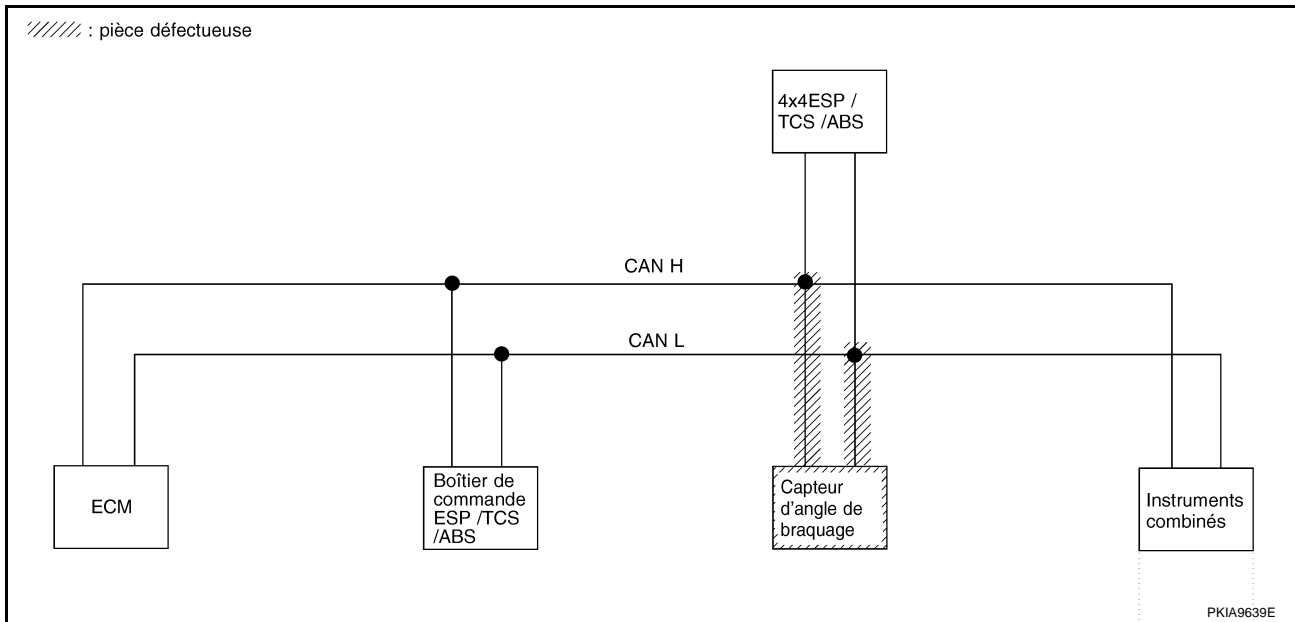 : pièce défectueuse
4x4ESP /
TCS /ABS
CAN H
CAN L
ECM
Boîtier de
commande
ESP /TCS
/ABS
Capteur
d'angle de
braquage
Instruments
combinés
PKIA9639E